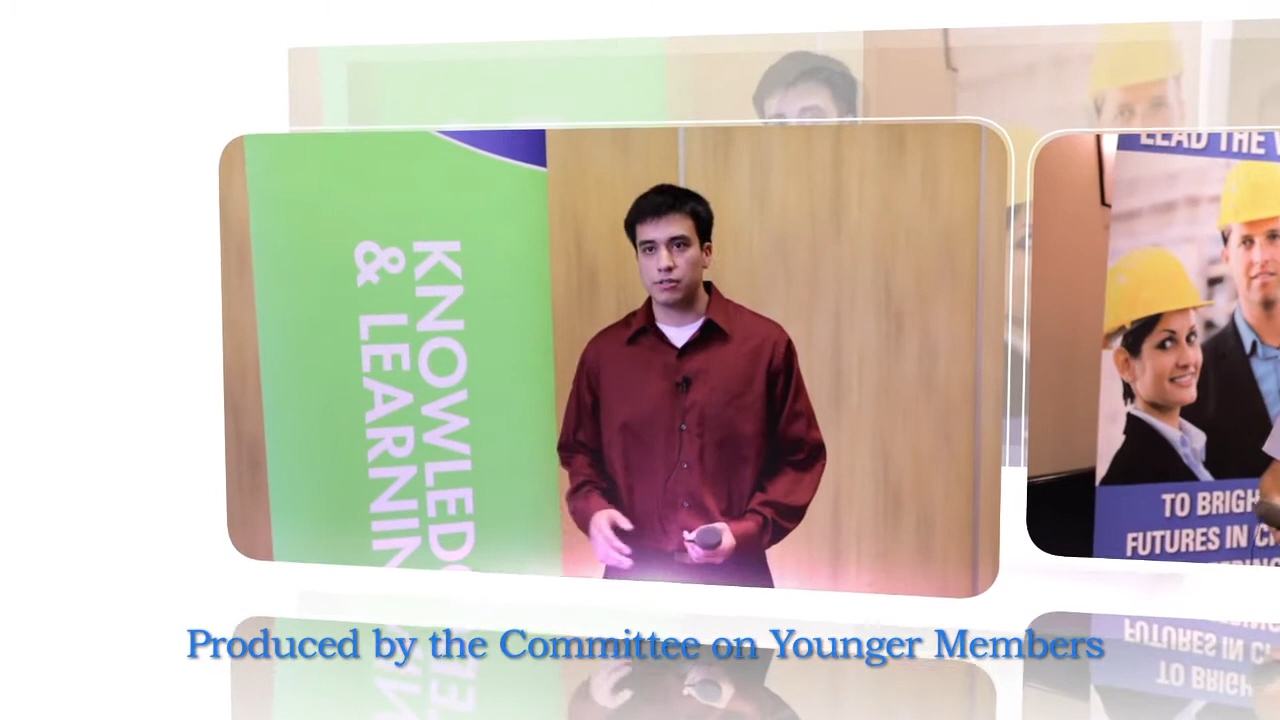 KNOWLED
& LEARNIN
LEAD THE
TO BRIGH
FUTURES IN
Produced by the Committee on Younger Members